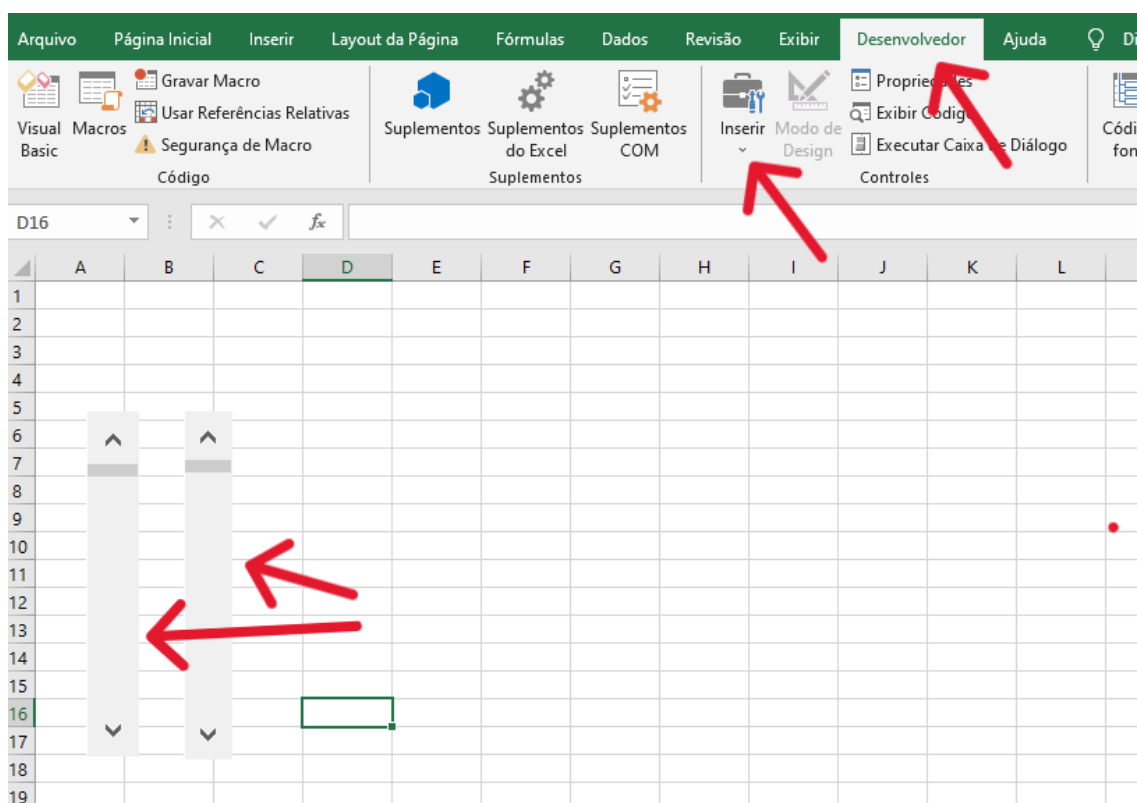 Arquivo Página Inicial Inserir Layout da Página Fórmulas Dados Revisão Exibir Desenvolvedor Ajuda
Visual Basic
Macros
Gravar Macro
Usar Referências Relativas
Segurança de Macro
Código
Suplementos
Suplementos do Excel
Suplementos COM
Suplementos
Inserir
Modo de Design
Exibir Código
Executar Caixa de Diálogo
Controles
D16
fx
A B C D E F G H I J K L
1
2
3
4
5
6
7
8
9
10
11
12
13
14
15
16
17
18
19